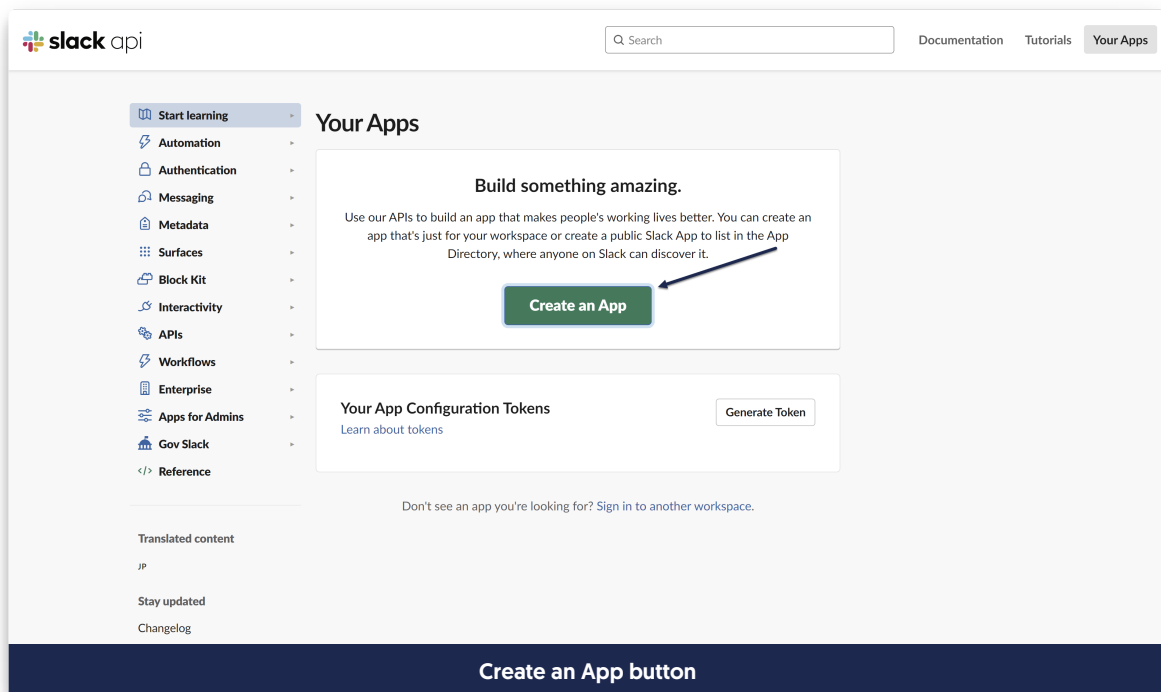 slack api
Search
Documentation
Tutorials
Your Apps
Start learning
Automation
Authentication
Messaging
Metadata
Surfaces
Block Kit
Interactivity
APIs
Workflows
Enterprise
Apps for Admins
Gov Slack
Reference
Translated content
JP
Stay updated
Changelog
Your Apps
Build something amazing.
Use our APIs to build an app that makes people's working lives better. You can create an
app that's just for your workspace or create a public Slack App to list in the App
Directory, where anyone on Slack can discover it.
Create an App
Your App Configuration Tokens
Learn about tokens
Generate Token
Don't see an app you're looking for? Sign in to another workspace.
Create an App button